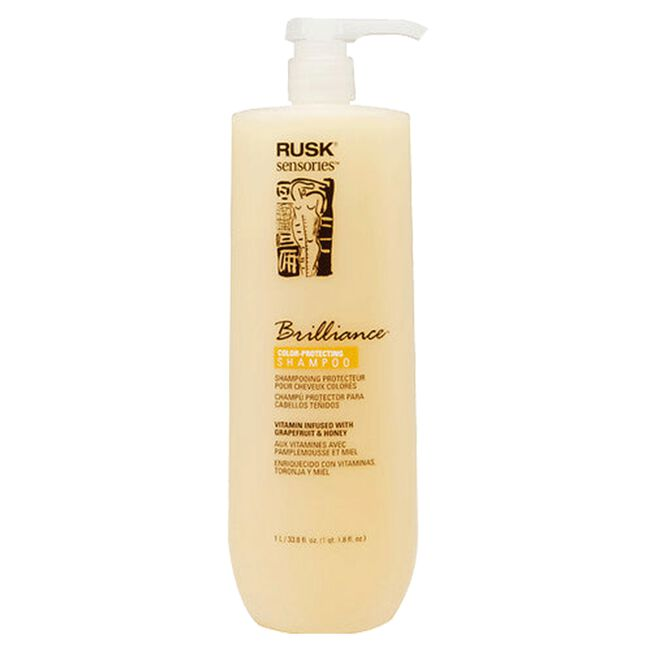 RUSK®
sensories™
Brilliance™
COLOR-PROTECTING
SHAMPOO
SHAMPOOING PROTECTEUR
POUR CHEVEUX COLORÉS
CHAMPÚ PROTECTOR PARA
CABELLOS TEÑIDOS
VITAMIN INFUSED WITH
GRAPEFRUIT & HONEY
AUX VITAMINES AVEC
PAMPLEMOUSSE ET MIEL
ENRIQUECIDO CON VITAMINAS,
TORONJA Y MIEL
1 L / 33.8 fl. oz. (1 qt. 1.8 fl. oz.)